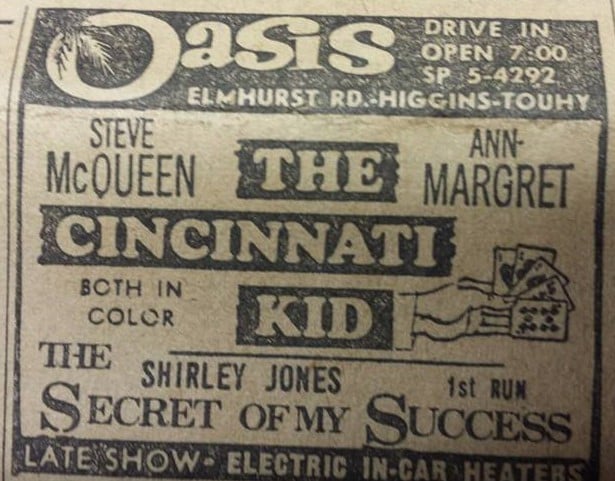 Oasis
DRIVE IN
OPEN 7:00
SP 5-4292
ELMHURST RD.-HIGGINS-TOUHY
STEVE
McQUEEN
THE
ANN-
MARGRET
CINCINNATI
BOTH IN
COLOR
KID
THE
SHIRLEY JONES
1st RUN
SECRET OF MY SUCCESS
LATE SHOW- ELECTRIC IN-CAR HEATERS